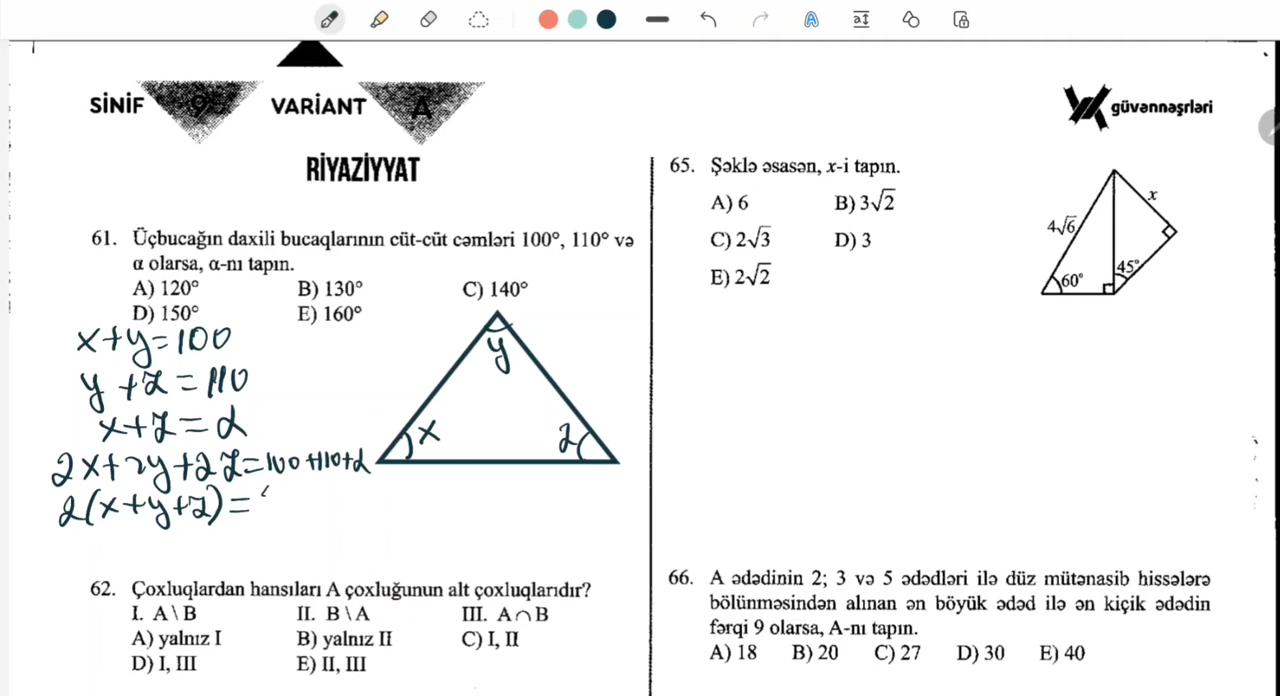 SİNİF 9 VARİANT A
güvənnəşrləri
RİYAZİYYAT
61. Üçbucağın daxili bucaqlarının cüt-cüt cəmləri 100°, 110° və
α olarsa, α-nı tapın.
A) 120° B) 130° C) 140°
D) 150° E) 160°
x+y=100
y+z=110
x+z=α
2x+2y+2z=100+110+α
2(x+y+z)=
x
y
z
62. Çoxluqlardan hansıları A çoxluğunun alt çoxluqlarıdır?
I. A\B II. B\A III. A∩B
A) yalnız I B) yalnız II C) I, II
D) I, III E) II, III
65. Şəklə əsasən, x-i tapın.
A) 6 B) 3√2
C) 2√3 D) 3
E) 2√2
4√6
x
60°
45°
66. A ədədinin 2; 3 və 5 ədədləri ilə düz mütənasib hissələrə
bölünməsindən alınan ən böyük ədəd ilə ən kiçik ədədin
fərqi 9 olarsa, A-nı tapın.
A) 18 B) 20 C) 27 D) 30 E) 40